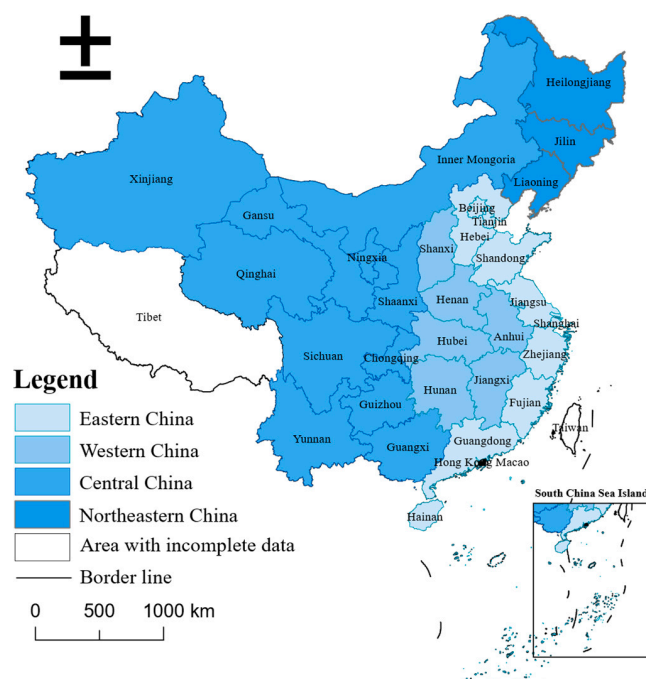 Heilongjiang
Jilin
Liaoning
Inner Mongoria
Xinjiang
Gansu
Beijing
Tianjin
Hebei
Ningxin
Shanxi
Shandong
Qinghai
Shaanxi
Henan
Jiangsu
Tibet
Shanghai
Hubei
Anhui
Zhejiang
Sichuan
Chongqing
Hunan
Jiangxi
Guizhou
Fujian
Yunnan
Guangxi
Guangdong
Taiwan
Hong Kong Macao
Hainan
South China Sea Island
Legend
Eastern China
Western China
Central China
Northeastern China
Area with incomplete data
Border line
0 500 1000 km